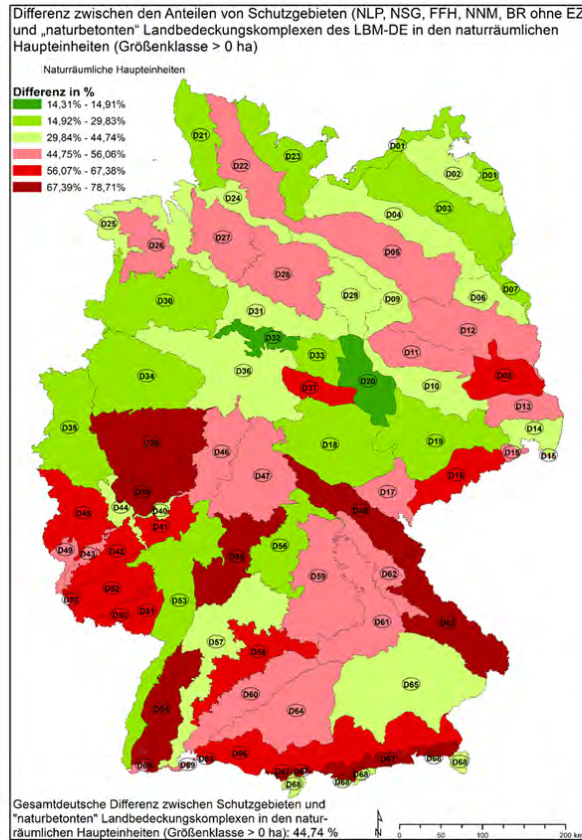 Differenz zwischen den Anteilen von Schutzgebieten (NLP, NSG, FFH, NNM, BR ohne EZ)
und „naturbetonten“ Landbedeckungskomplexen des LBM-DE in den naturräumlichen
Haupteinheiten (Größenklasse > 0 ha)
Naturräumliche Haupteinheiten
Differenz in %
14,31% - 14,91%
14,92% - 29,83%
29,84% - 44,74%
44,75% - 56,06%
56,07% - 67,38%
67,39% - 78,71%
D21
D22
D23
D01
D02
D01
D03
D24
D25
D26
D27
D28
D04
D05
D07
D06
D30
D31
D29
D09
D12
D32
D33
D20
D11
D08
D34
D36
D37
D10
D13
D14
D35
D18
D19
D15
D15
D16
D46
D47
D17
D44
D40
D41
D45
D49
D43
D56
D59
D62
D52
D51
D53
D61
D63
D57
D58
D60
D64
D65
D54
D69
D66
D67
D68
D68
D68
D68
Gesamtdeutsche Differenz zwischen Schutzgebieten und
"naturbetonten" Landbedeckungskomplexen in den natur-
räumlichen Haupteinheiten (Größenklasse > 0 ha): 44,74 %
N
0 50 100 200 km